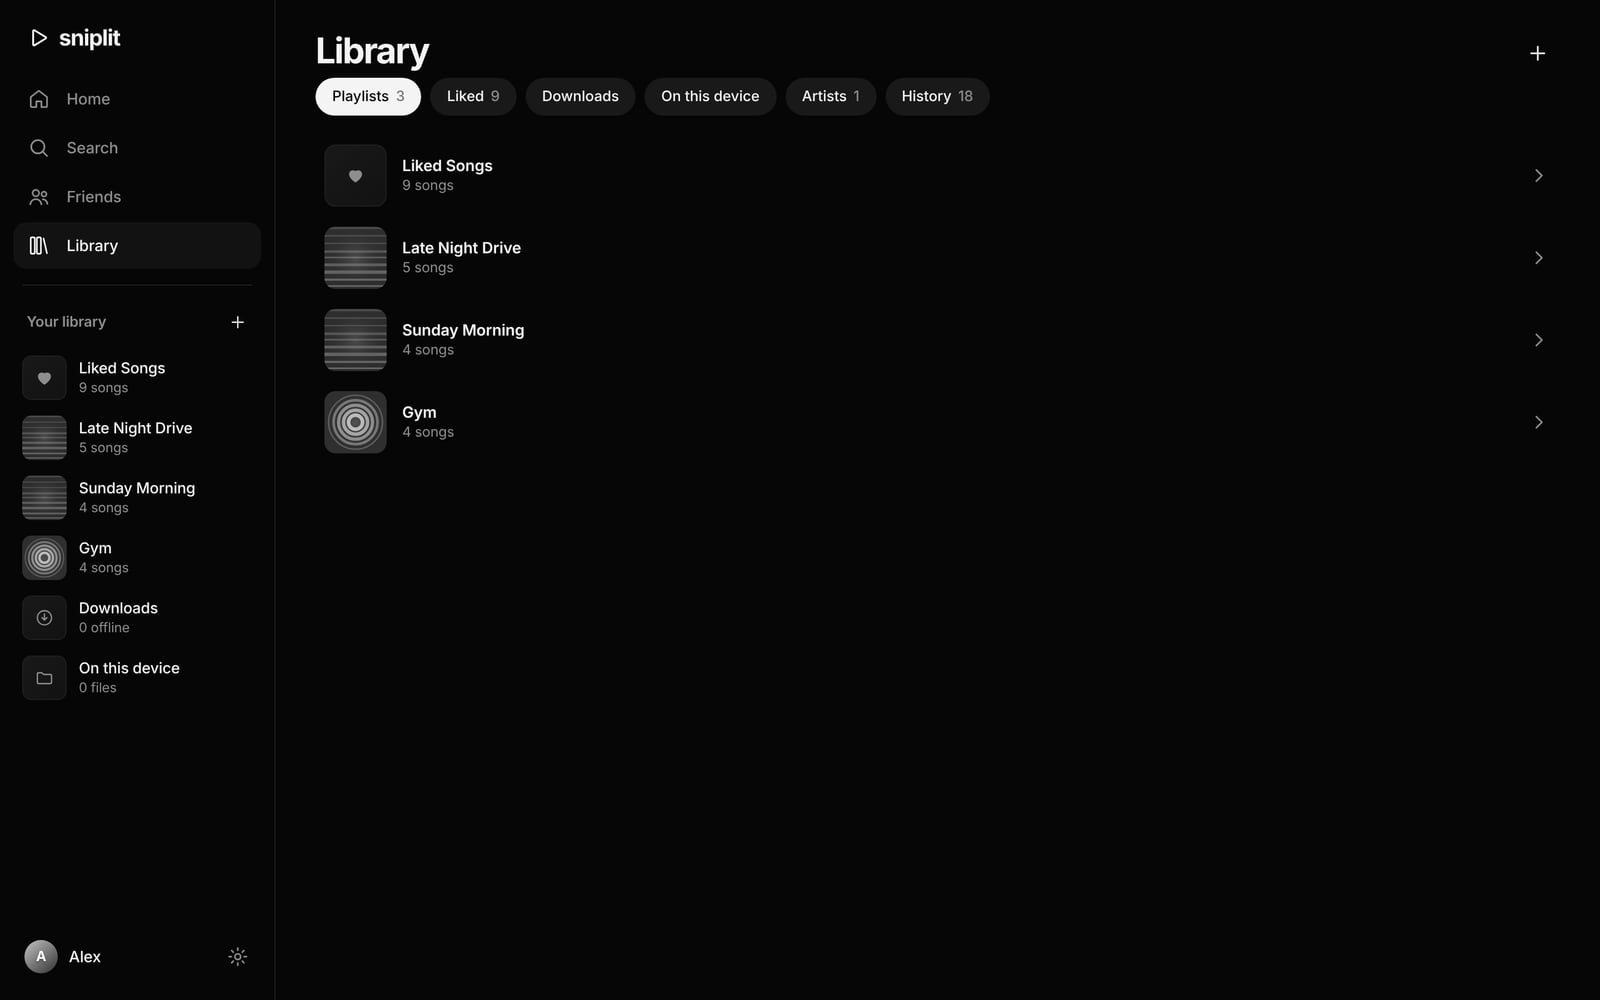 sniplit
Home
Search
Friends
Library
Your library
Liked Songs
9 songs
Late Night Drive
5 songs
Sunday Morning
4 songs
Gym
4 songs
Downloads
0 offline
On this device
0 files
A Alex
Library
Playlists 3 Liked 9 Downloads On this device Artists 1 History 18
Liked Songs
9 songs
Late Night Drive
5 songs
Sunday Morning
4 songs
Gym
4 songs